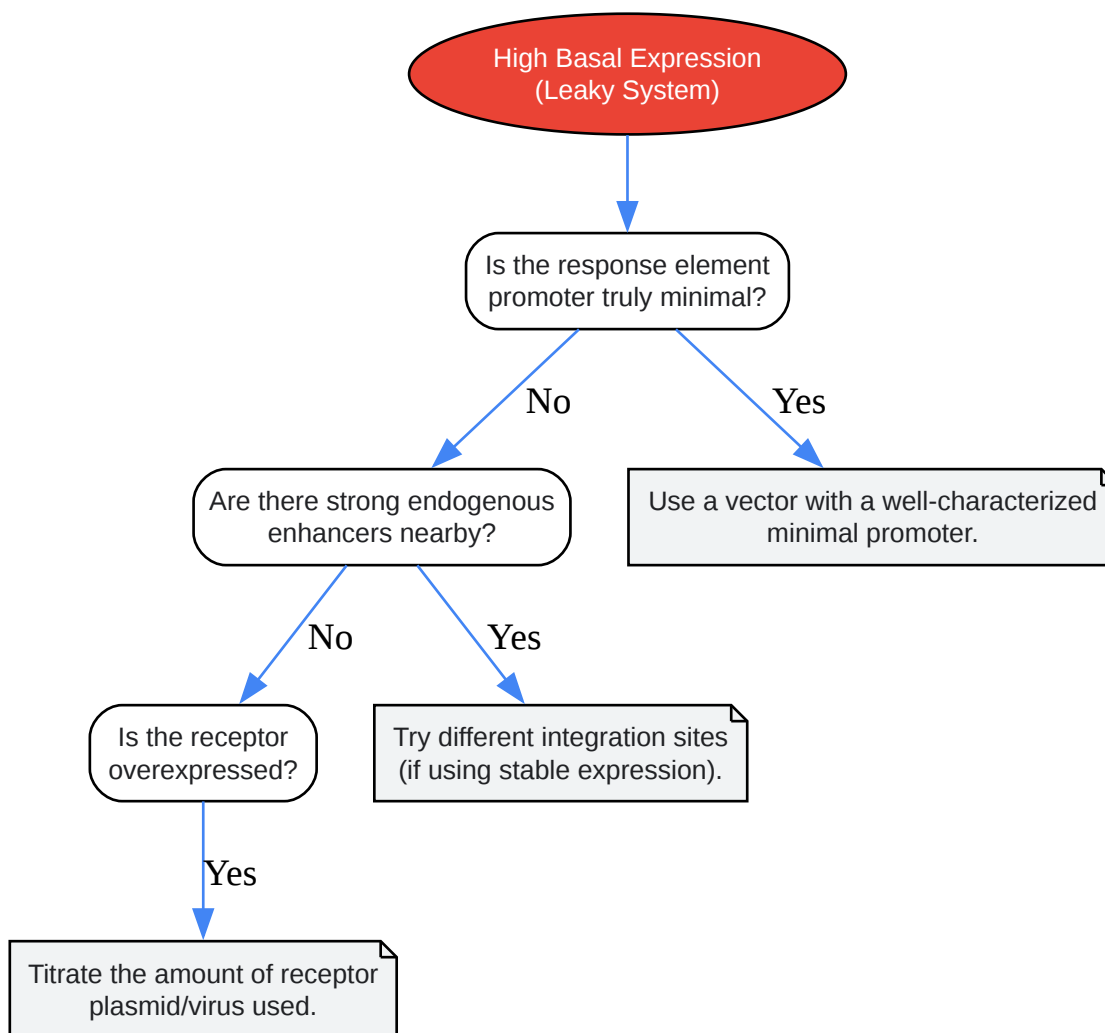 High Basal Expression
(Leaky System)
Is the response element
promoter truly minimal?
No
Yes
Are there strong endogenous
enhancers nearby?
Use a vector with a well-characterized
minimal promoter.
No
Yes
Is the receptor
overexpressed?
Try different integration sites
(if using stable expression).
Yes
Titrate the amount of receptor
plasmid/virus used.